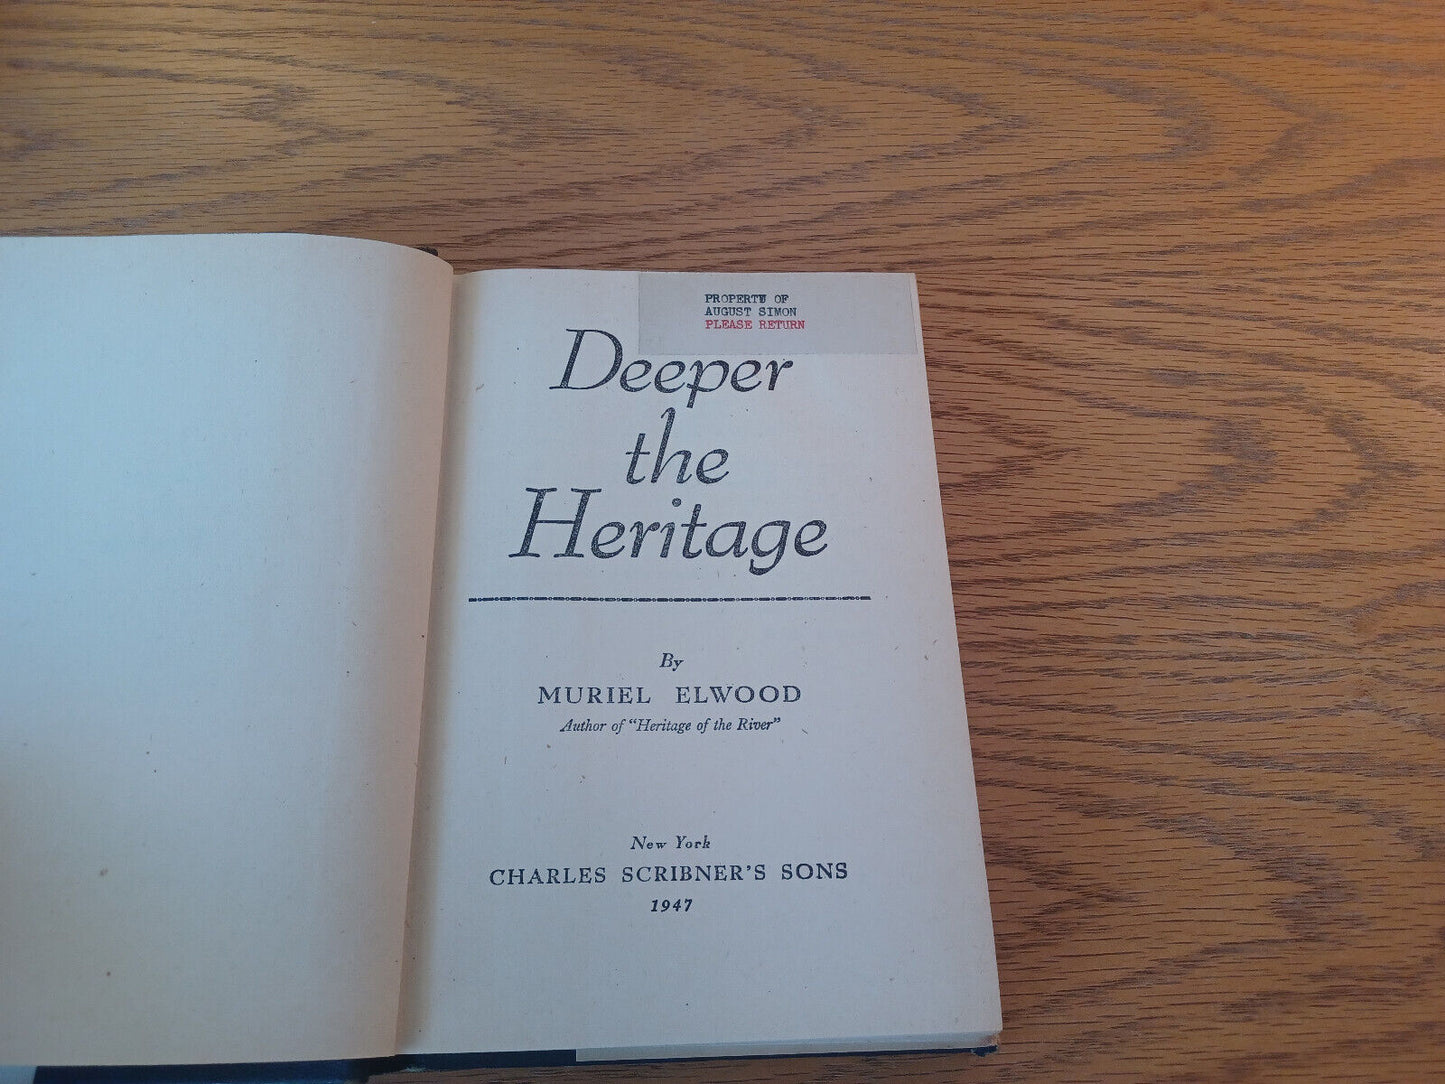 PROPERTY OF
AUGUST SIMON
PLEASE RETURN
Deeper
the
Heritage
By
MURIEL ELWOOD
Author of "Heritage of the River"
New York
CHARLES SCRIBNER'S SONS
1947